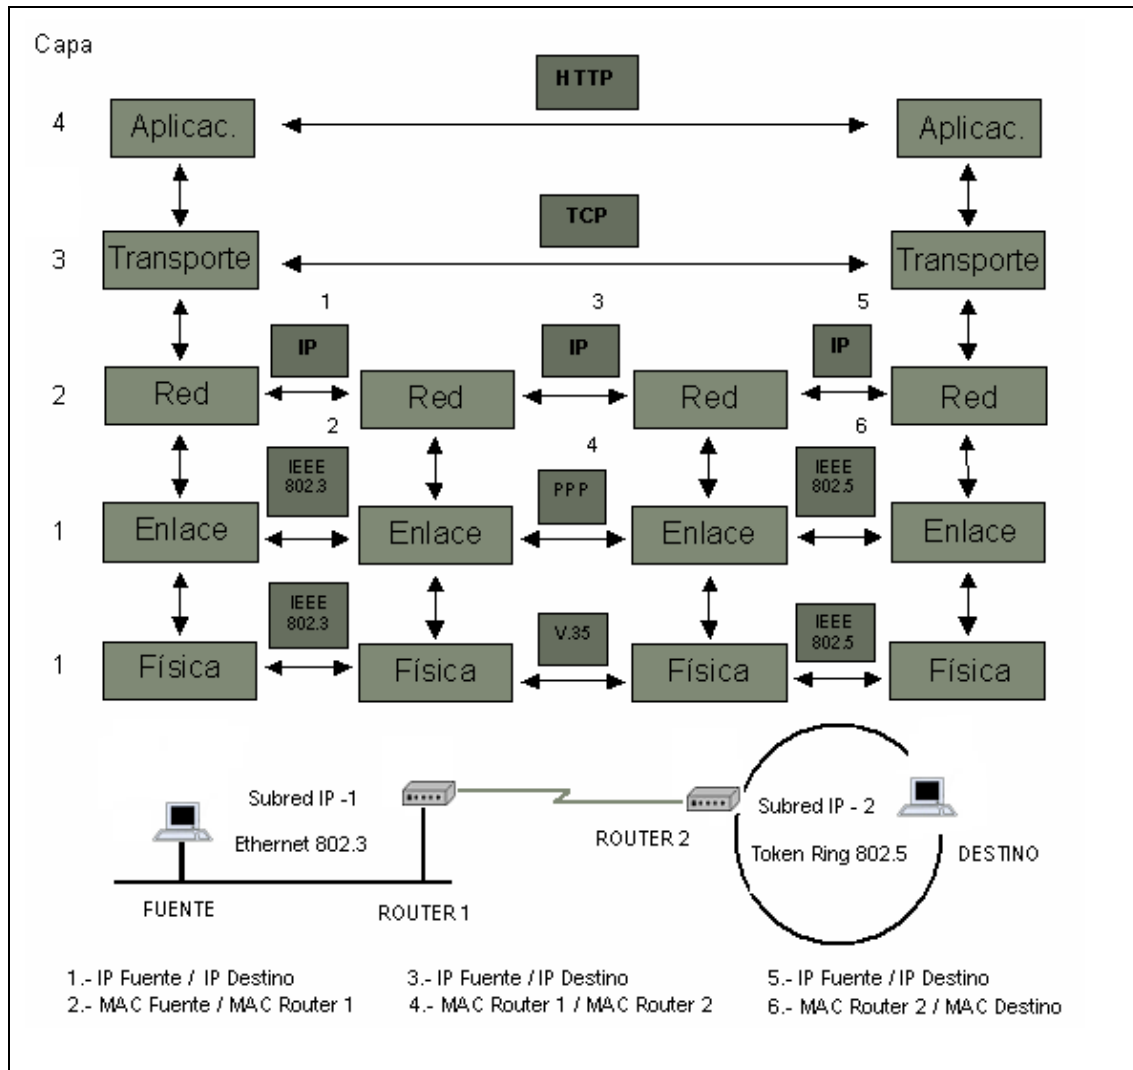 Capa
HTTP
4 Aplicac. Aplicac.
TCP
3 Transporte Transporte
1 3 5
IP IP IP
2 Red Red Red Red
2 4 6
IEEE 802.3 PPP IEEE 802.5
1 Enlace Enlace Enlace Enlace
IEEE 802.3 V.35 IEEE 802.5
1 Física Física Física Física
Subred IP -1 Subred IP - 2
Ethernet 802.3 ROUTER 2 Token Ring 802.5 DESTINO
FUENTE ROUTER 1
1.- IP Fuente / IP Destino 3.- IP Fuente / IP Destino 5.- IP Fuente / IP Destino
2.- MAC Fuente / MAC Router 1 4.- MAC Router 1 / MAC Router 2 6.- MAC Router 2 / MAC Destino